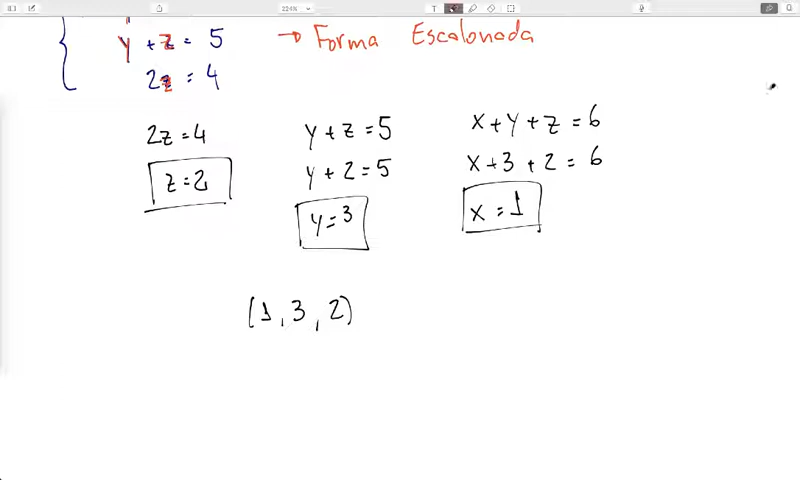 224%
T
y + z = 5 → Forma Escalonada
2z = 4
2z = 4
z = 2
y + z = 5
y + 2 = 5
y = 3
x + y + z = 6
x + 3 + 2 = 6
x = 1
(1, 3, 2)